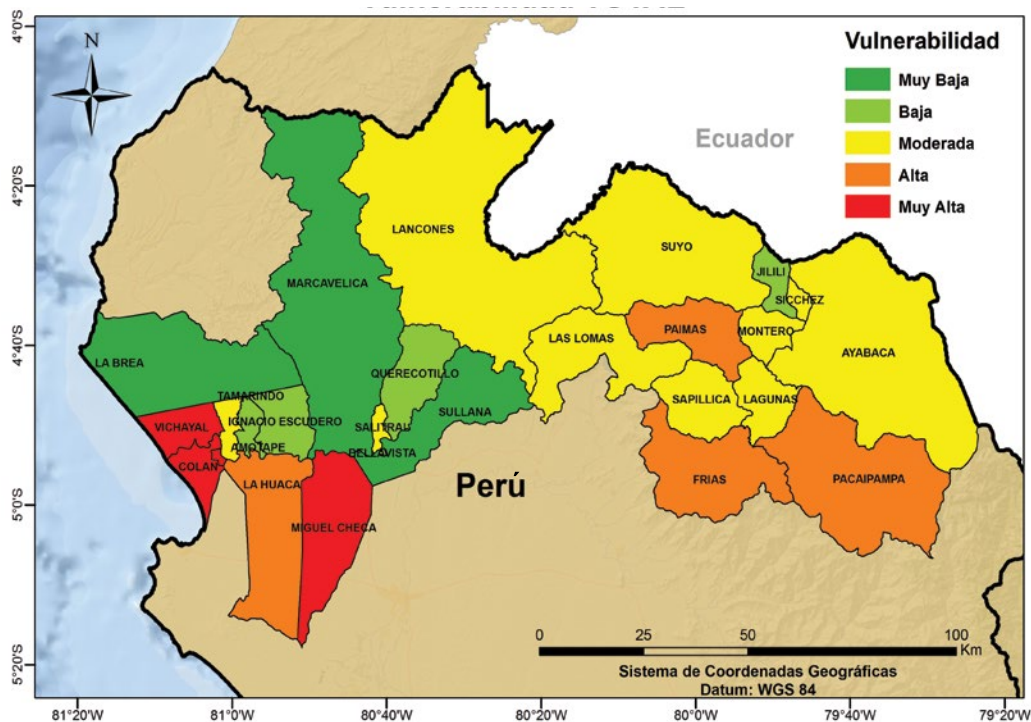 4°0'S
4°20'S
4°40'S
5°0'S
5°20'S
N
Vulnerabilidad
Muy Baja
Baja
Moderada
Alta
Muy Alta
Ecuador
LANCONES
SUYO
JILILI
MARCAVELICA
SICCHEZ
PAIMAS
MONTERO
LAS LOMAS
AYABACA
LA BREA
QUERECOTILLO
TAMARINDO
SULLANA
SAPILLICA
LAGUNAS
VICHAYAL
IGNACIO ESCUDERO
SALITRAU
AMOTAPE
BELLAVISTA
COLAN
LA HUACA
Perú
FRIAS
PACAIPAMPA
MIGUEL CHECA
0 25 50 100
Km
Sistema de Coordenadas Geográficas
Datum: WGS 84
81°20'W 81°0'W 80°40'W 80°20'W 80°0'W 79°40'W 79°20'W